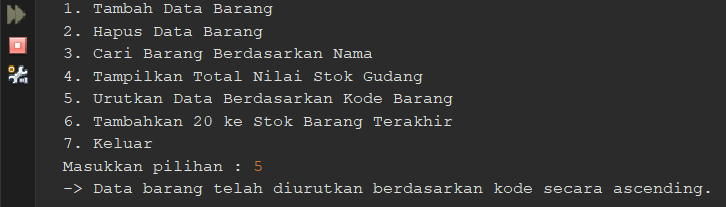 1. Tambah Data Barang
2. Hapus Data Barang
3. Cari Barang Berdasarkan Nama
4. Tampilkan Total Nilai Stok Gudang
5. Urutkan Data Berdasarkan Kode Barang
6. Tambahkan 20 ke Stok Barang Terakhir
7. Keluar
Masukkan pilihan : 5
-> Data barang telah diurutkan berdasarkan kode secara ascending.